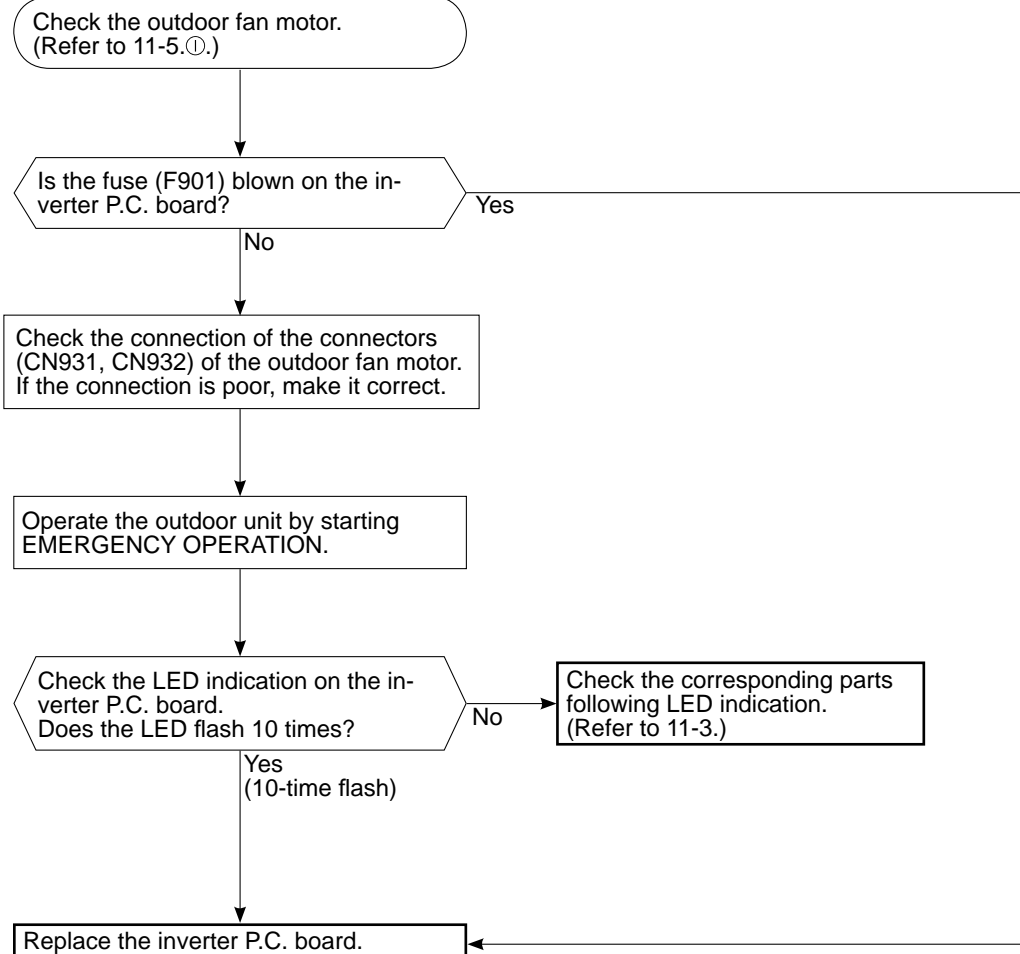 Check the outdoor fan motor.
(Refer to 11-5.Ⓘ.)
Is the fuse (F901) blown on the in-
verter P.C. board?
Yes
No
Check the connection of the connectors
(CN931, CN932) of the outdoor fan motor.
If the connection is poor, make it correct.
Operate the outdoor unit by starting
EMERGENCY OPERATION.
Check the LED indication on the in-
verter P.C. board.
Does the LED flash 10 times?
No
Check the corresponding parts
following LED indication.
(Refer to 11-3.)
Yes
(10-time flash)
Replace the inverter P.C. board.